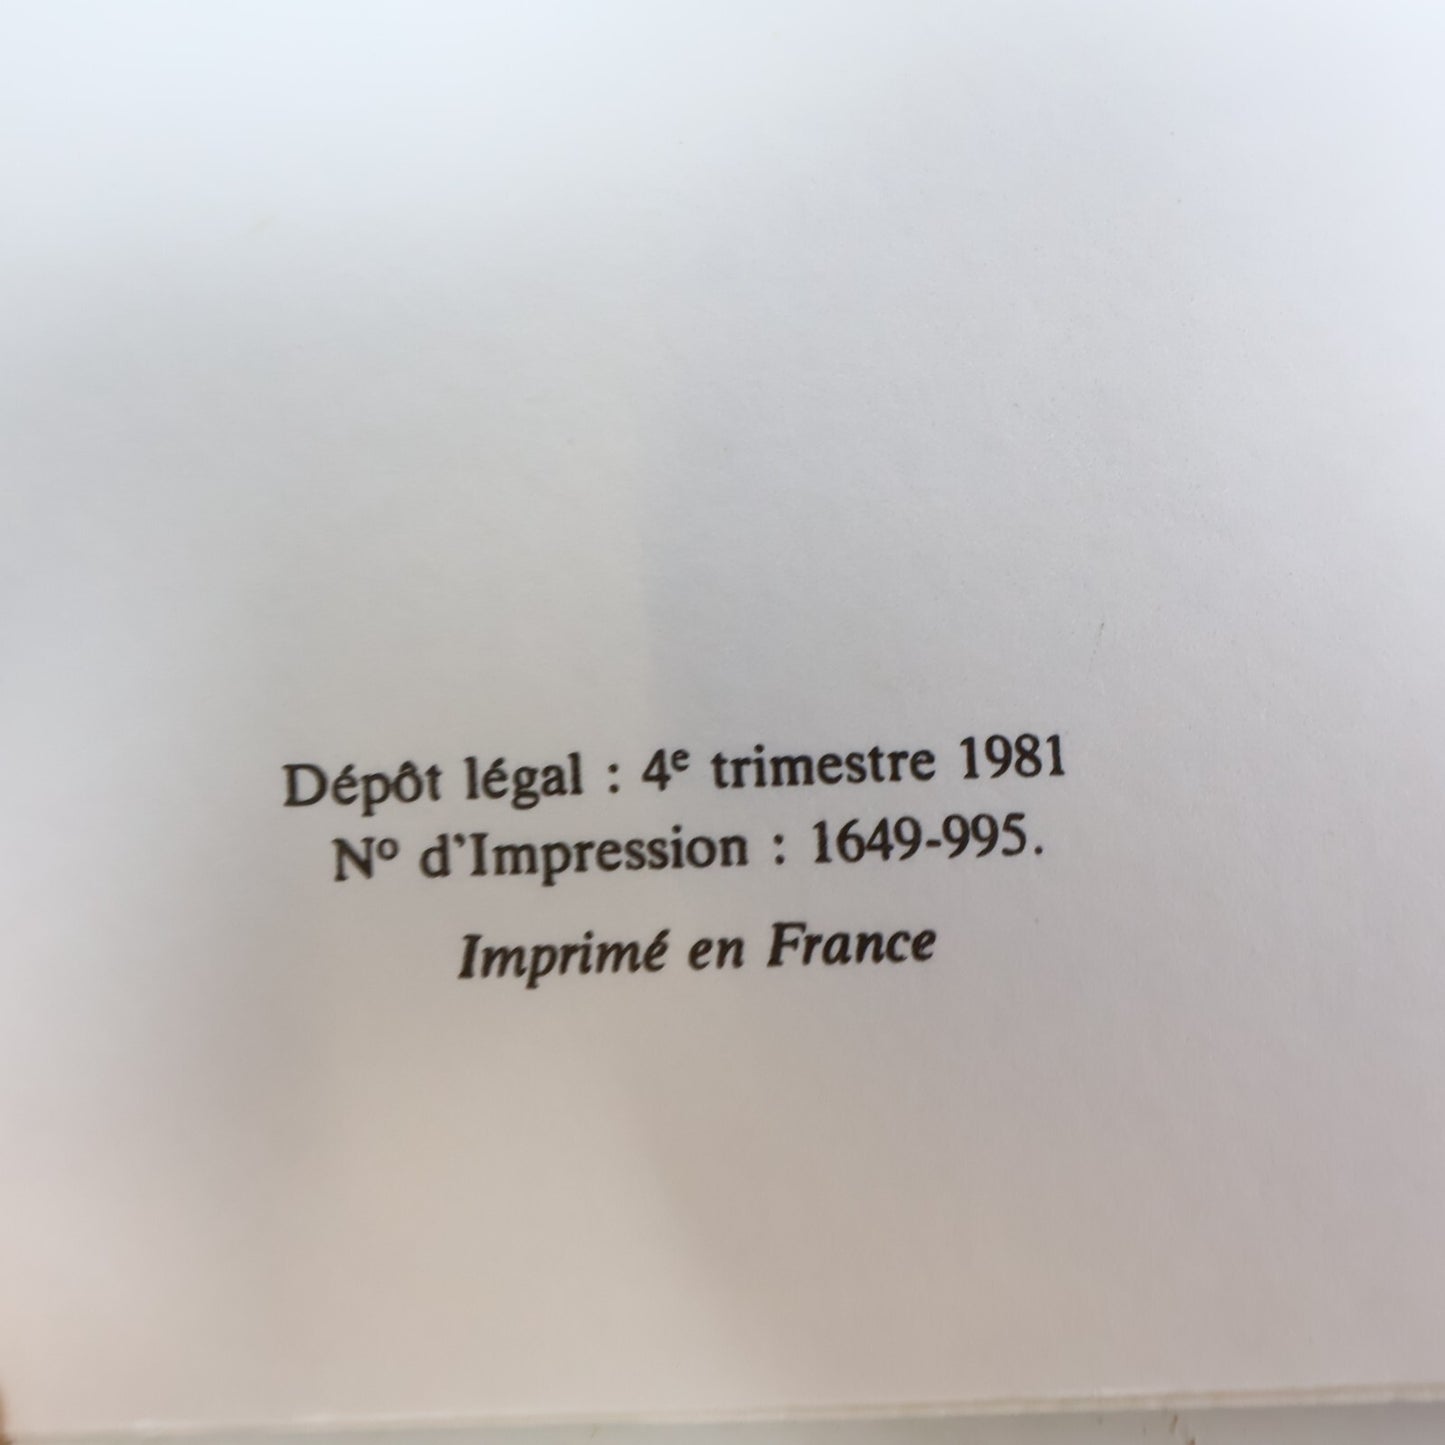 Dépôt légal : 4e trimestre 1981
No d'Impression : 1649-995.
Imprimé en France